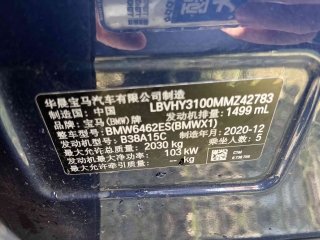 华晨宝马汽车有限公司制造
制造国：中国 LBVHY3100MMZ42783
品牌：宝马(BMW)牌 发动机排量：1499 mL
整车型号：BMW6462ES(BMWX1)
发动机型号：B38A15C 制造年月：2020-12
最大允许总质量：2030 kg 乘坐人数：5
发动机最大净功率：103 kW
最大允许牵引质量：-- kg